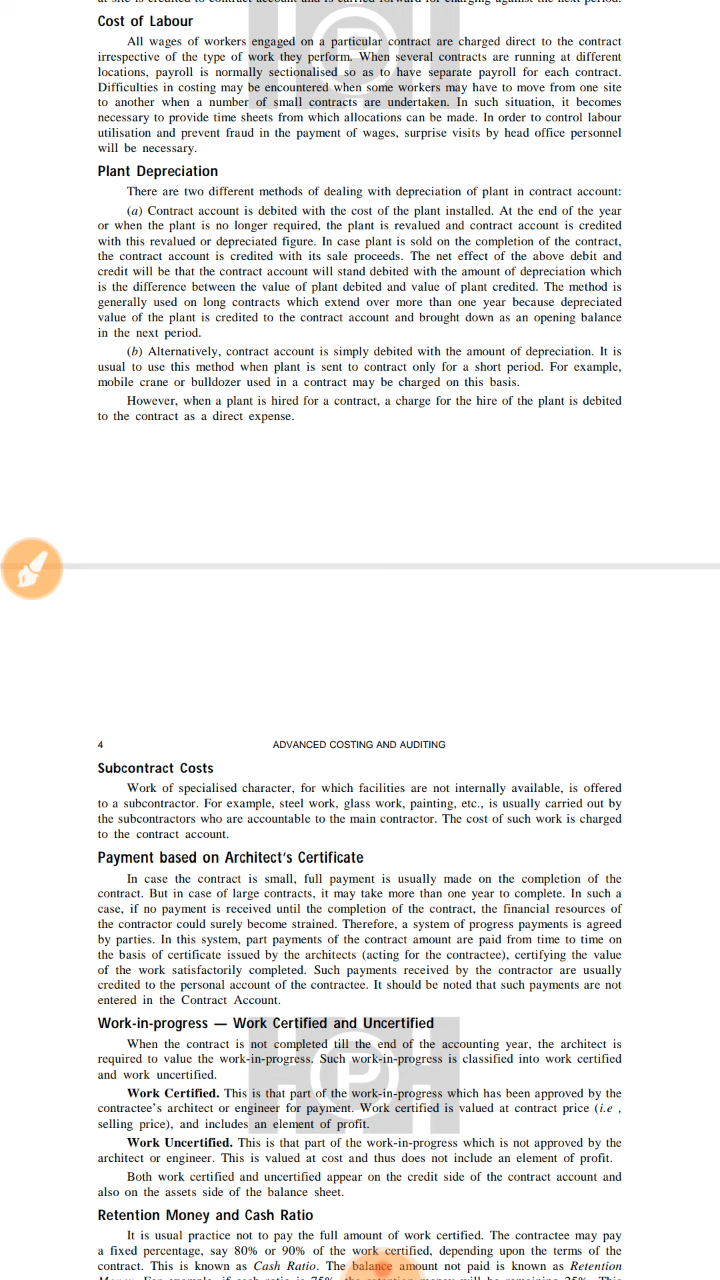 Cost of Labour
All wages of workers engaged on a particular contract are charged direct to the contract
irrespective of the type of work they perform. When several contracts are running at different
locations, payroll is normally sectionalised so as to have separate payroll for each contract.
Difficulties in costing may be encountered when some workers may have to move from one site
to another when a number of small contracts are undertaken. In such situation, it becomes
necessary to provide time sheets from which allocations can be made. In order to control labour
utilisation and prevent fraud in the payment of wages, surprise visits by head office personnel
will be necessary.
Plant Depreciation
There are two different methods of dealing with depreciation of plant in contract account:
(a) Contract account is debited with the cost of the plant installed. At the end of the year
or when the plant is no longer required, the plant is revalued and contract account is credited
with this revalued or depreciated figure. In case plant is sold on the completion of the contract,
the contract account is credited with its sale proceeds. The net effect of the above debit and
credit will be that the contract account will stand debited with the amount of depreciation which
is the difference between the value of plant debited and value of plant credited. The method is
generally used on long contracts which extend over more than one year because depreciated
value of the plant is credited to the contract account and brought down as an opening balance
in the next period.
(b) Alternatively, contract account is simply debited with the amount of depreciation. It is
usual to use this method when plant is sent to contract only for a short period. For example,
mobile crane or bulldozer used in a contract may be charged on this basis.
However, when a plant is hired for a contract, a charge for the hire of the plant is debited
to the contract as a direct expense.
4 ADVANCED COSTING AND AUDITING
Subcontract Costs
Work of specialised character, for which facilities are not internally available, is offered
to a subcontractor. For example, steel work, glass work, painting, etc., is usually carried out by
the subcontractors who are accountable to the main contractor. The cost of such work is charged
to the contract account.
Payment based on Architect's Certificate
In case the contract is small, full payment is usually made on the completion of the
contract. But in case of large contracts, it may take more than one year to complete. In such a
case, if no payment is received until the completion of the contract, the financial resources of
the contractor could surely become strained. Therefore, a system of progress payments is agreed
by parties. In this system, part payments of the contract amount are paid from time to time on
the basis of certificate issued by the architects (acting for the contractee), certifying the value
of the work satisfactorily completed. Such payments received by the contractor are usually
credited to the personal account of the contractee. It should be noted that such payments are not
entered in the Contract Account.
Work-in-progress — Work Certified and Uncertified
When the contract is not completed till the end of the accounting year, the architect is
required to value the work-in-progress. Such work-in-progress is classified into work certified
and work uncertified.
Work Certified. This is that part of the work-in-progress which has been approved by the
contractee's architect or engineer for payment. Work certified is valued at contract price (i.e ,
selling price), and includes an element of profit.
Work Uncertified. This is that part of the work-in-progress which is not approved by the
architect or engineer. This is valued at cost and thus does not include an element of profit.
Both work certified and uncertified appear on the credit side of the contract account and
also on the assets side of the balance sheet.
Retention Money and Cash Ratio
It is usual practice not to pay the full amount of work certified. The contractee may pay
a fixed percentage, say 80% or 90% of the work certified, depending upon the terms of the
contract. This is known as Cash Ratio. The balance amount not paid is known as Retention